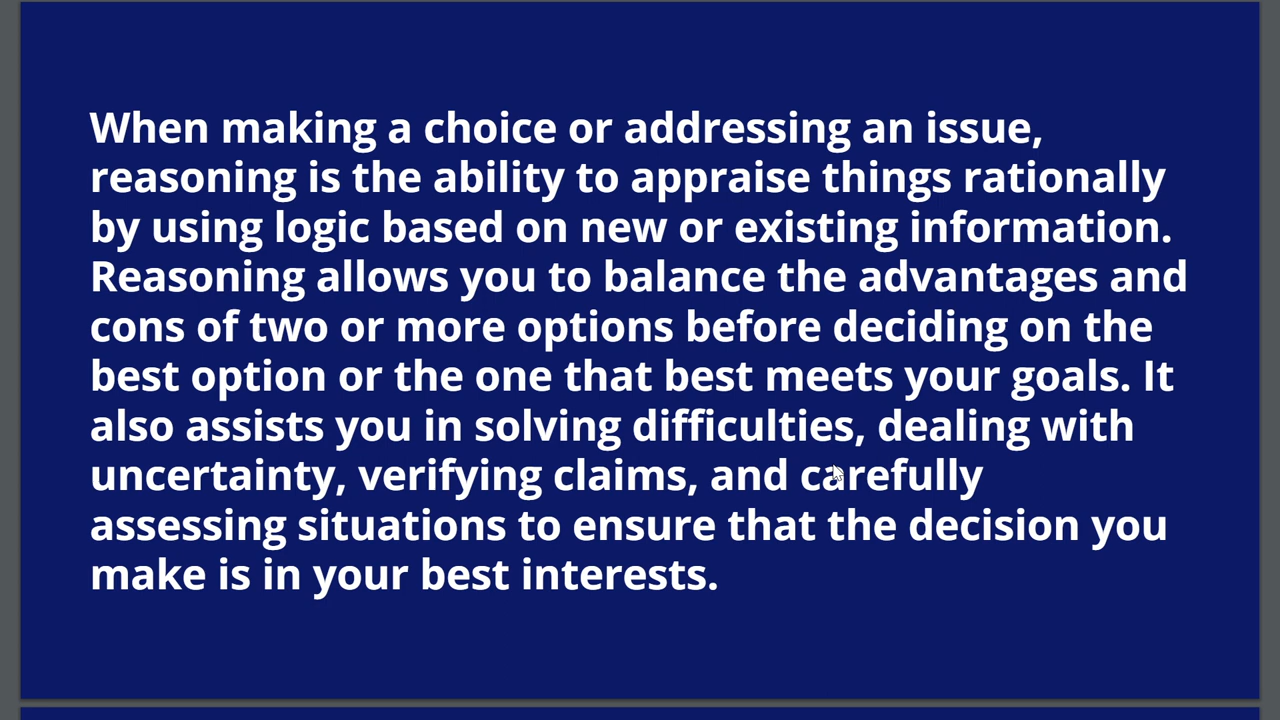 When making a choice or addressing an issue,
reasoning is the ability to appraise things rationally
by using logic based on new or existing information.
Reasoning allows you to balance the advantages and
cons of two or more options before deciding on the
best option or the one that best meets your goals. It
also assists you in solving difficulties, dealing with
uncertainty, verifying claims, and carefully
assessing situations to ensure that the decision you
make is in your best interests.